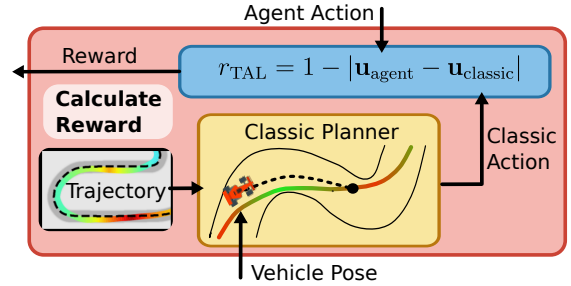 Agent Action
Reward
r_TAL = 1 − |u_agent − u_classic|
Calculate
Reward
Classic Planner
Classic
Action
Trajectory
Vehicle Pose